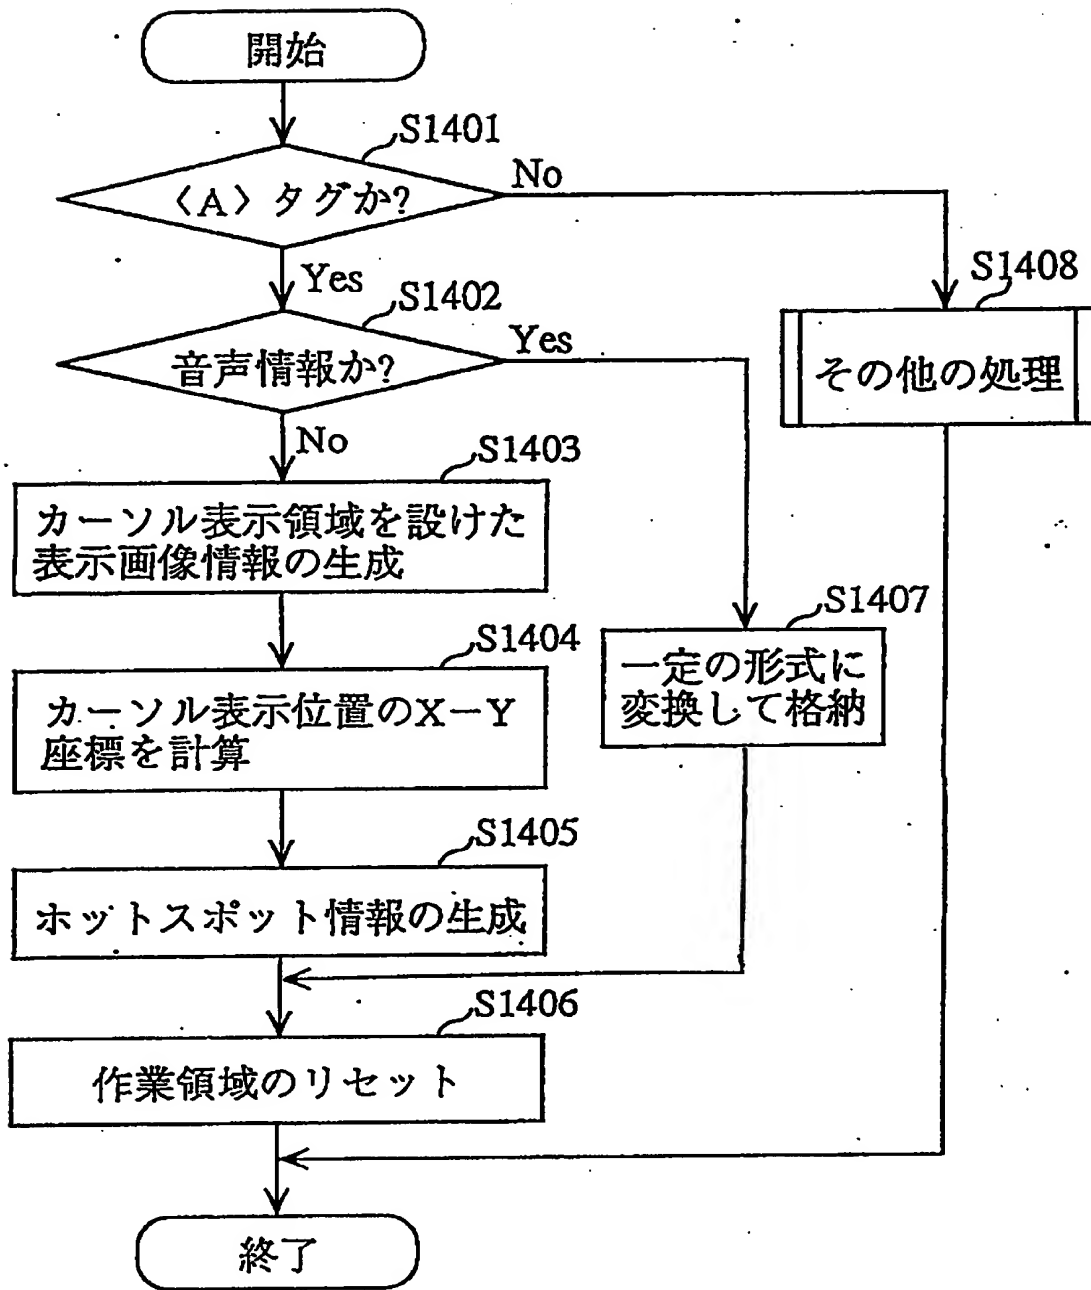 開始
S1401
〈A〉タグか?
No
Yes
S1402
音声情報か?
Yes
S1408
その他の処理
No
S1403
カーソル表示領域を設けた
表示画像情報の生成
S1407
一定の形式に
変換して格納
S1404
カーソル表示位置のX－Y
座標を計算
S1405
ホットスポット情報の生成
S1406
作業領域のリセット
終了